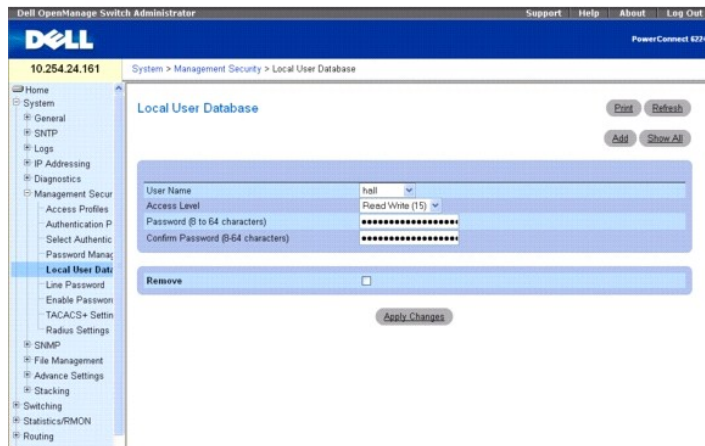 Dell OpenManage Switch Administrator
Support Help About Log Out
DELL
PowerConnect 6224
10.254.24.161
System > Management Security > Local User Database
Home
System
General
SNTP
Logs
IP Addressing
Diagnostics
Management Secur
Access Profiles
Authentication P
Select Authentic
Password Manag
Local User Data
Line Password
Enable Passwor
TACACS+ Settin
Radius Settings
SNMP
File Management
Advance Settings
Stacking
Switching
Statistics/RMON
Routing
Local User Database
Print Refresh
Add Show All
User Name hall
Access Level Read Write (15)
Password (8 to 64 characters)
Confirm Password (8-64 characters)
Remove
Apply Changes